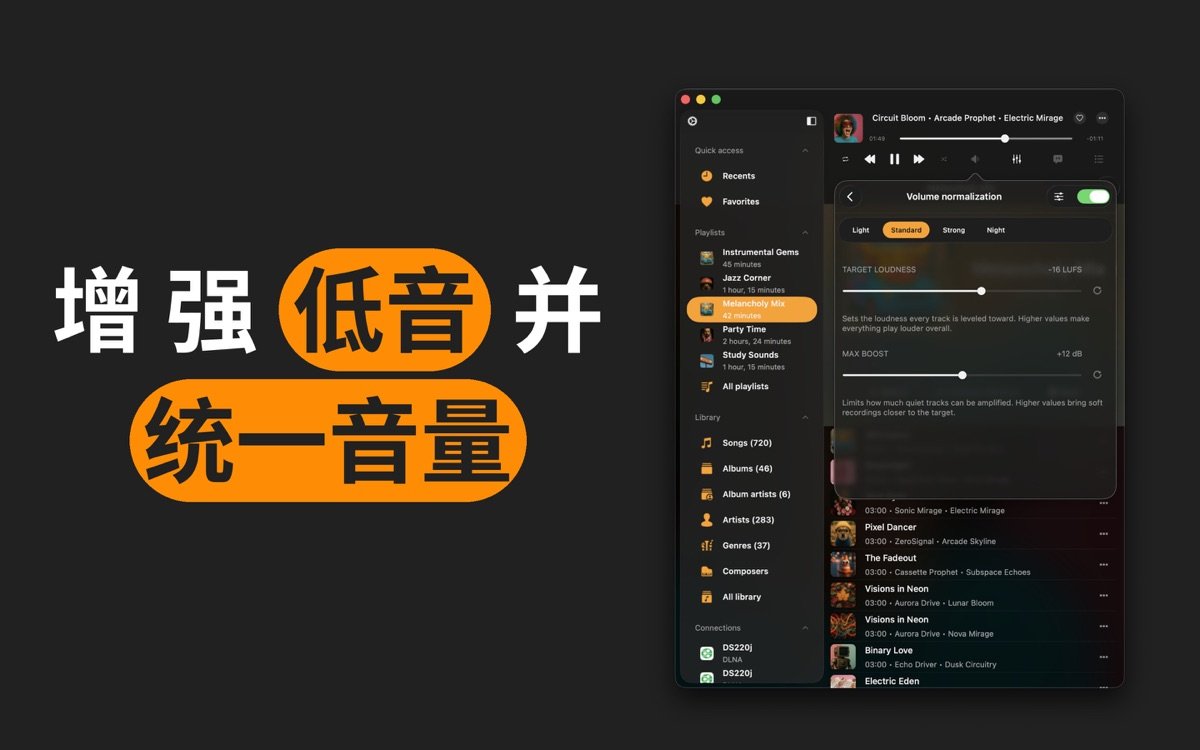 增强低音并
统一音量
Quick access
Recents
Favorites
Playlists
Instrumental Gems
45 minutes
Jazz Corner
1 hour, 15 minutes
Melancholy Mix
42 minutes
Party Time
2 hours, 24 minutes
Study Sounds
1 hour, 15 minutes
All playlists
Library
Songs (720)
Albums (46)
Album artists (6)
Artists (283)
Genres (37)
Composers
All library
Connections
DS220j
DLNA
DS220j
Circuit Bloom • Arcade Prophet • Electric Mirage
01:49
-01:11
Volume normalization
Light Standard Strong Night
TARGET LOUDNESS -16 LUFS
Sets the loudness every track is leveled toward. Higher values make
everything play louder overall.
MAX BOOST +12 dB
Limits how much quiet tracks can be amplified. Higher values bring soft
recordings closer to the target.
03:00 • Sonic Mirage • Electric Mirage
Pixel Dancer
03:00 • ZeroSignal • Arcade Skyline
The Fadeout
03:00 • Cassette Prophet • Subspace Echoes
Visions in Neon
03:00 • Aurora Drive • Lunar Bloom
Visions in Neon
03:00 • Aurora Drive • Nova Mirage
Binary Love
03:00 • Echo Driver • Dusk Circuitry
Electric Eden